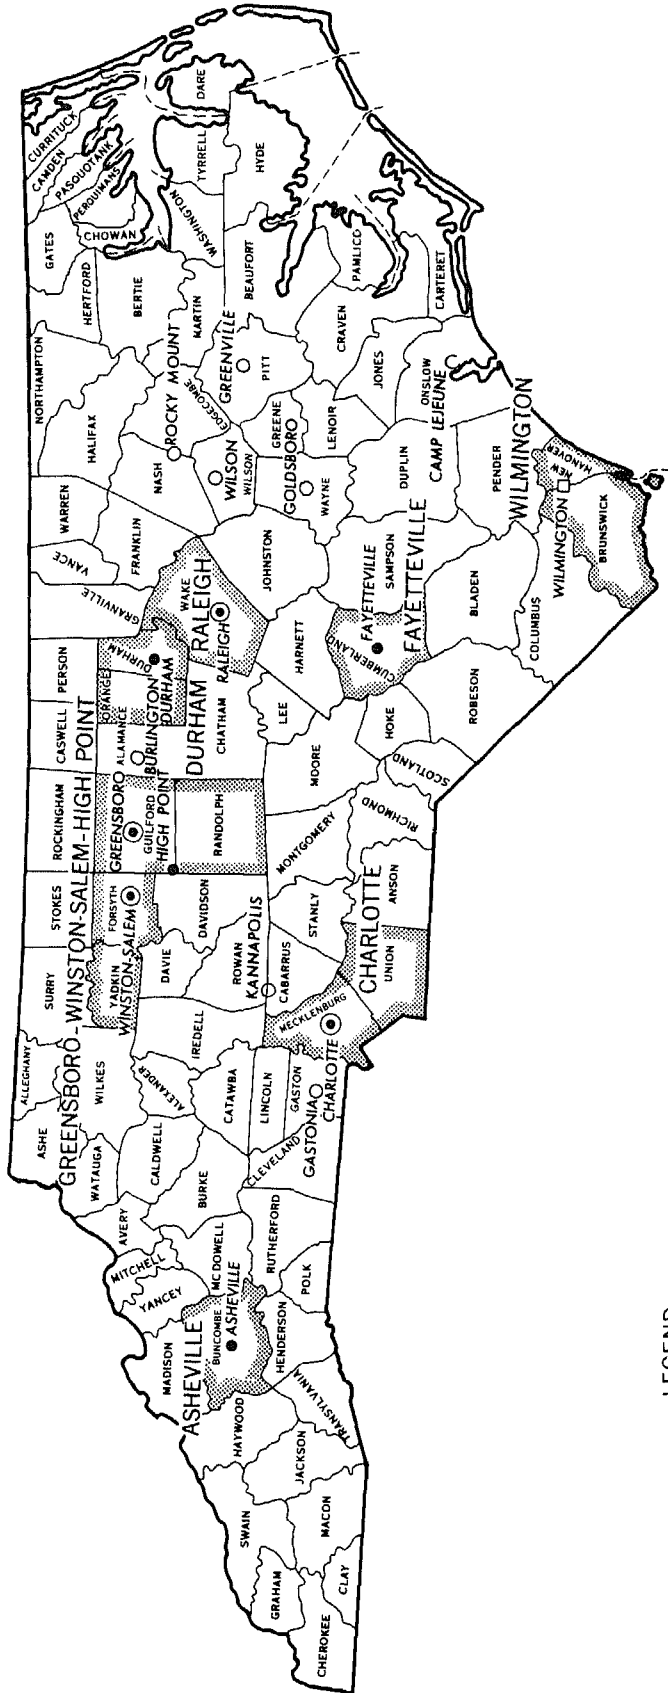 CURRITUCK
CAMDEN
PASQUOTANK
PERQUIMANS
GATES
CHOWAN
HERTFORD
BERTIE
NORTHAMPTON
HALIFAX
WARREN
VANCE
GRANVILLE
FRANKLIN
NASH
ROCKY MOUNT
EDGECOMBE
MARTIN
WASHINGTON
TYRRELL
DARE
HYDE
BEAUFORT
GREENVILLE
PITT
WILSON
WILSON
GREENE
GOLDSBORO
WAYNE
LENOIR
CRAVEN
PAMLICO
CARTERET
JONES
ONSLOW
CAMP LEJEUNE
DUPLIN
PENDER
WILMINGTON
NEW HANOVER
WILMINGTON
BRUNSWICK
COLUMBUS
BLADEN
SAMPSON
FAYETTEVILLE
FAYETTEVILLE
CUMBERLAND
HARNETT
JOHNSTON
WAKE
RALEIGH
RALEIGH
DURHAM
DURHAM
DURHAM
ORANGE
PERSON
CASWELL
ALAMANCE
BURLINGTON
CHATHAM
LEE
MOORE
HOKE
ROBESON
SCOTLAND
RICHMOND
MONTGOMERY
RANDOLPH
GUILFORD
GREENSBORO
HIGH POINT
ROCKINGHAM
STOKES
FORSYTH
WINSTON-SALEM
GREENSBORO-WINSTON-SALEM-HIGH POINT
DAVIDSON
DAVIE
YADKIN
SURRY
ROWAN
KANNAPOLIS
CABARRUS
STANLY
ANSON
UNION
CHARLOTTE
MECKLENBURG
CHARLOTTE
GASTONIA
GASTON
LINCOLN
CATAWBA
IREDELL
ALEXANDER
WILKES
ALLEGHANY
ASHE
WATAUGA
CALDWELL
BURKE
CLEVELAND
RUTHERFORD
POLK
MC DOWELL
AVERY
MITCHELL
YANCEY
MADISON
BUNCOMBE
ASHEVILLE
ASHEVILLE
HENDERSON
TRANSYLVANIA
HAYWOOD
JACKSON
SWAIN
MACON
GRAHAM
CLAY
CHEROKEE
LEGEND